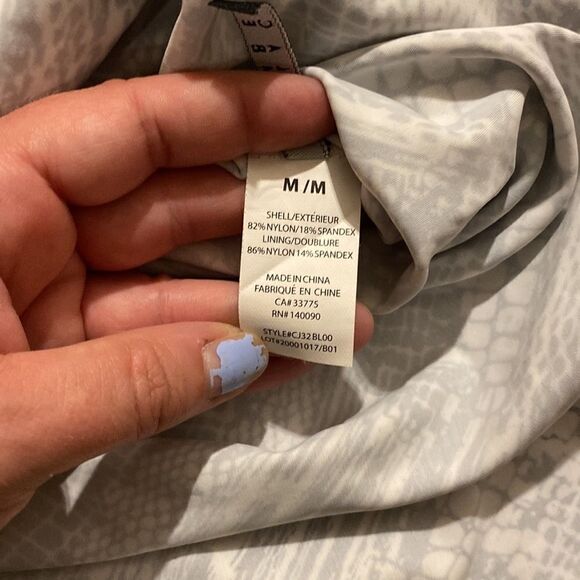 M/M
SHELL/EXTÉRIEUR
82%NYLON/18%SPANDEX
LINING/DOUBLURE
86%NYLON 14%SPANDEX
MADE IN CHINA
FABRIQUÉ EN CHINE
CA# 33775
RN# 140090
STYLE#CJ32BL00
LOT#20001017/B01